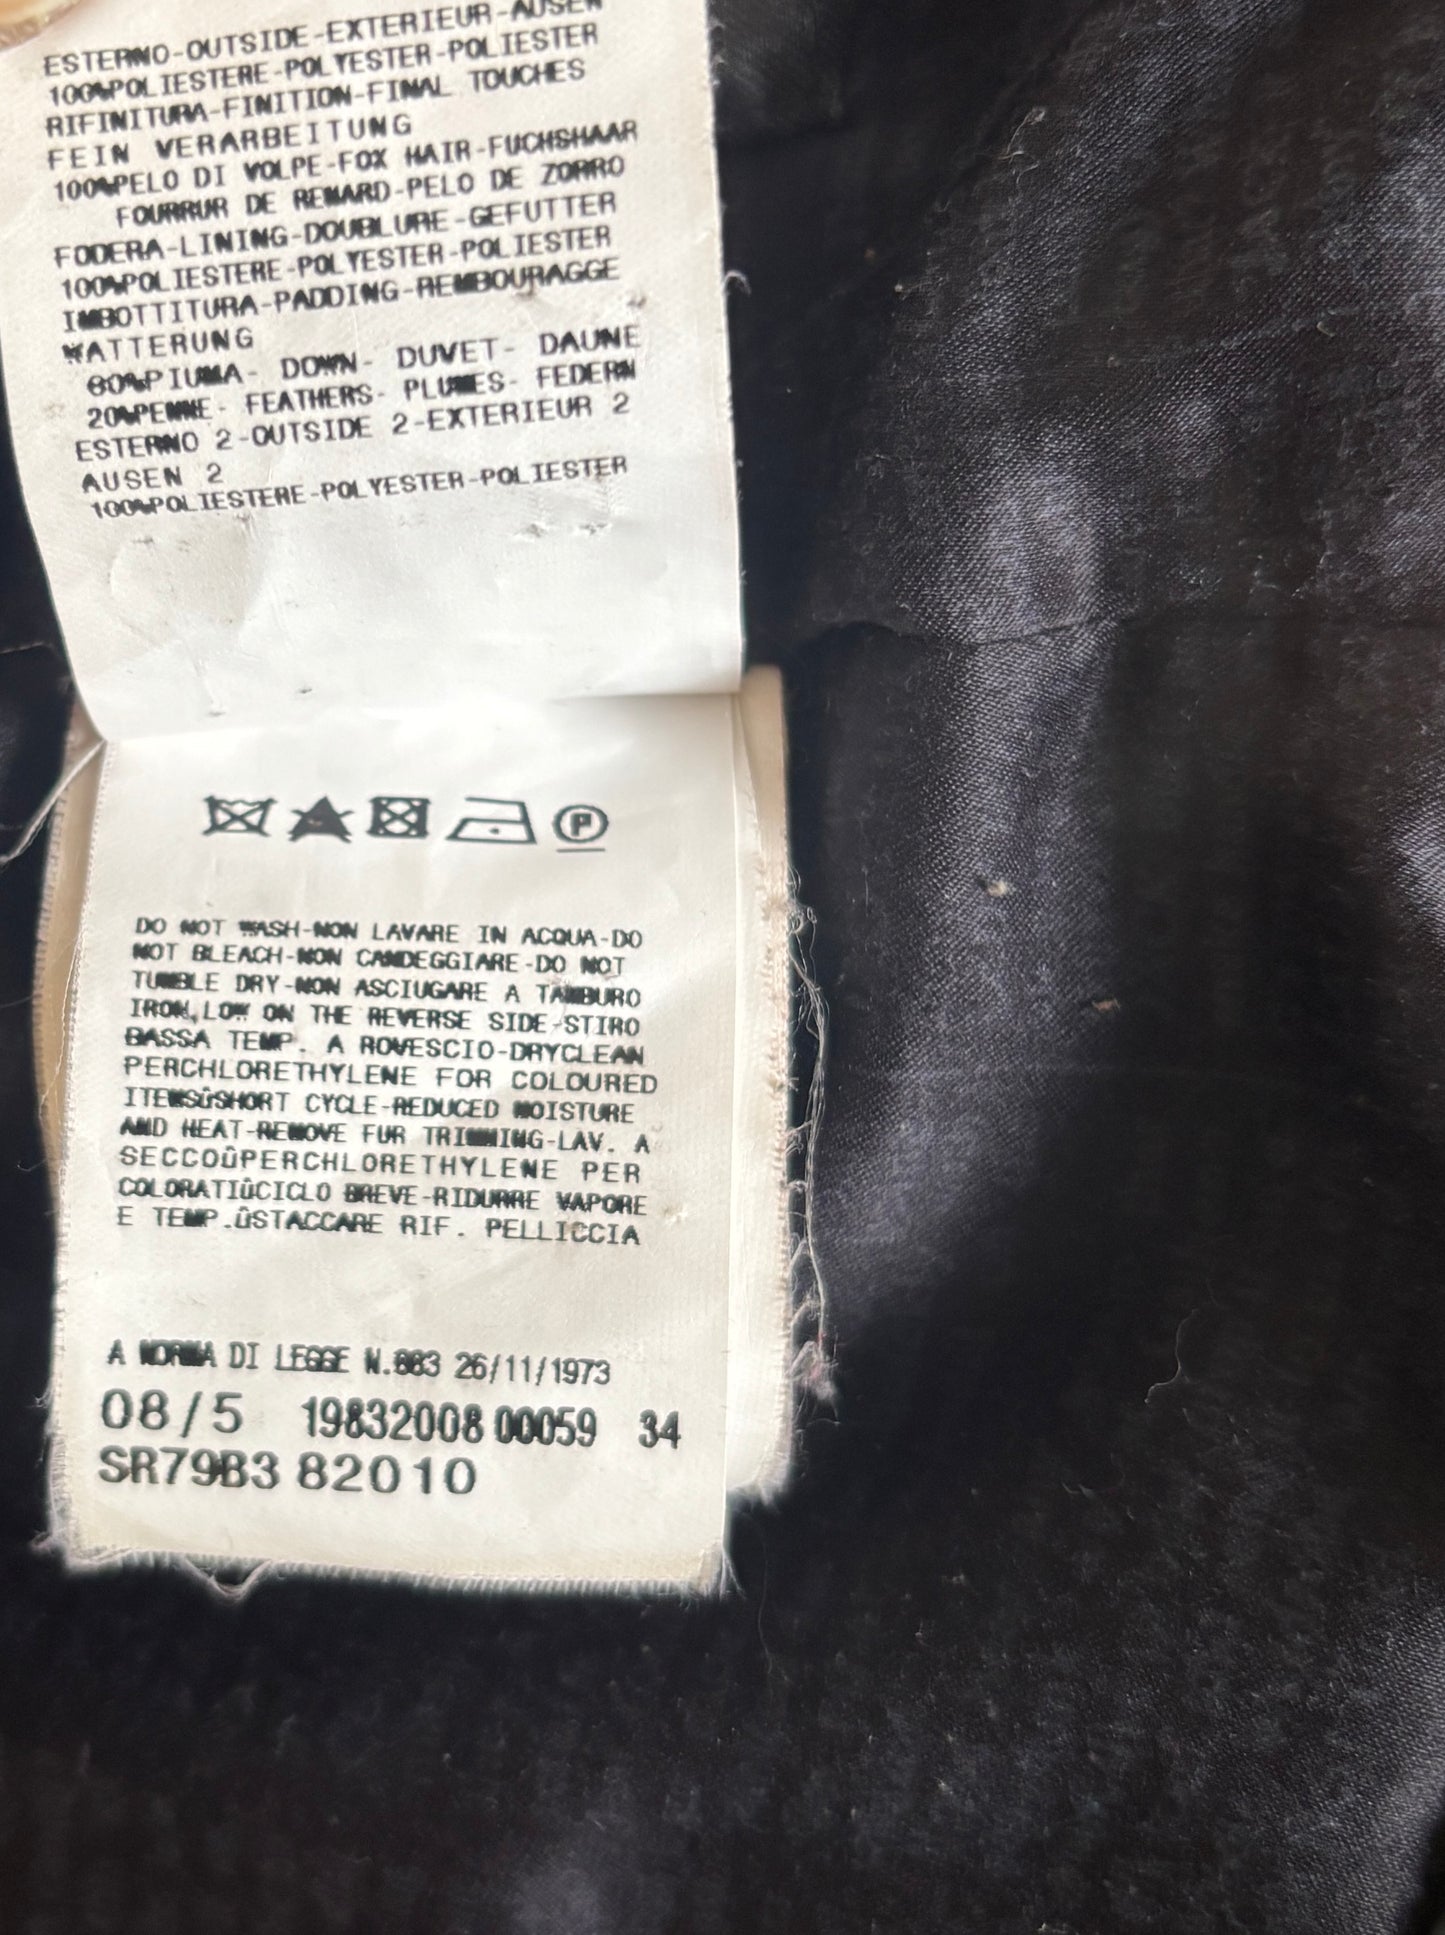 ESTERNO-OUTSIDE-EXTERIEUR-AUSEN
100%POLIESTERE-POLYESTER-POLIESTER
RIFINITURA-FINITION-FINAL TOUCHES
FEIN VERARBEITUNG
100%PELO DI VOLPE-FOX HAIR-FUCHSHAAR
FOURRUR DE RENARD-PELO DE ZORRO
FODERA-LINING-DOUBLURE-GEFUTTER
100%POLIESTERE-POLYESTER-POLIESTER
IMBOTTITURA-PADDING-REMBOURAGGE
WATTERUNG
80%PIUMA- DOWN- DUVET- DAUNE
20%PENNE- FEATHERS- PLUMES- FEDERN
ESTERNO 2-OUTSIDE 2-EXTERIEUR 2
AUSEN 2
100%POLIESTERE-POLYESTER-POLIESTER
P
DO NOT WASH-NON LAVARE IN ACQUA-DO
NOT BLEACH-NON CANDEGGIARE-DO NOT
TUMBLE DRY-NON ASCIUGARE A TAMBURO
IRON,LOW ON THE REVERSE SIDE-STIRO
BASSA TEMP. A ROVESCIO-DRYCLEAN
PERCHLORETHYLENE FOR COLOURED
ITEMSûSHORT CYCLE-REDUCED MOISTURE
AND HEAT-REMOVE FUR TRIMMING-LAV. A
SECCOûPERCHLORETHYLENE PER
COLORATIûCICLO BREVE-RIDURRE VAPORE
E TEMP.ûSTACCARE RIF. PELLICCIA
A NORMA DI LEGGE N.883 26/11/1973
08/5 19832008 00059 34
SR79B3 82010